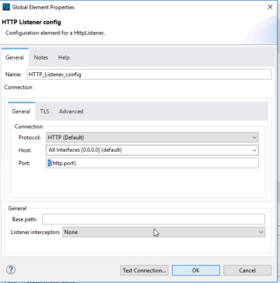 Global Element Properties
HTTP Listener config
Configuration element for a HttpListener.
General Notes Help
Name: HTTP_Listener_config
Connection
General TLS Advanced
Connection
Protocol: HTTP (Default)
Host: All Interfaces [0.0.0.0] (default)
Port: ${http.port}
General
Base path:
Listener interceptors None
Test Connection... OK Cancel